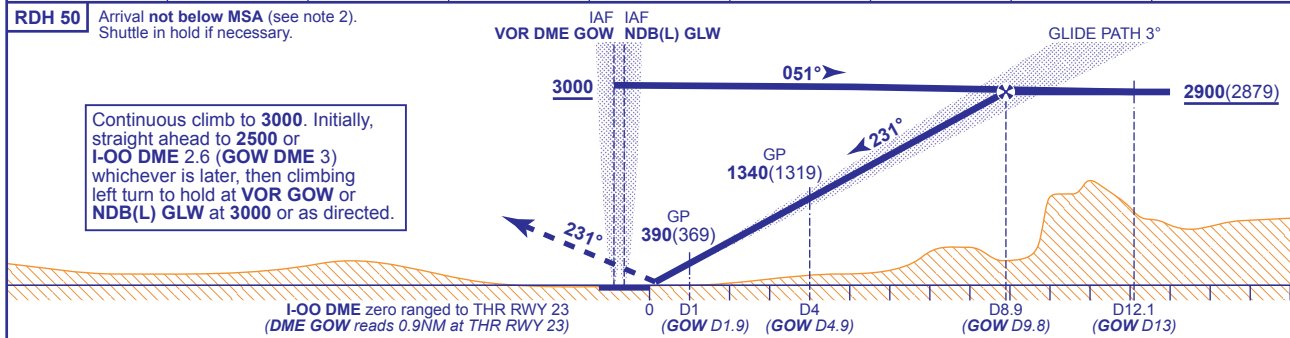 RDH 50
Arrival not below MSA (see note 2).
Shuttle in hold if necessary.
IAF IAF
VOR DME GOW NDB(L) GLW
GLIDE PATH 3°
3000
051°
2900(2879)
Continuous climb to 3000. Initially,
straight ahead to 2500 or
I-OO DME 2.6 (GOW DME 3)
whichever is later, then climbing
left turn to hold at VOR GOW or
NDB(L) GLW at 3000 or as directed.
231°
GP
1340(1319)
GP
390(369)
231°
I-OO DME zero ranged to THR RWY 23
(DME GOW reads 0.9NM at THR RWY 23)
0
D1
(GOW D1.9)
D4
(GOW D4.9)
D8.9
(GOW D9.8)
D12.1
(GOW D13)